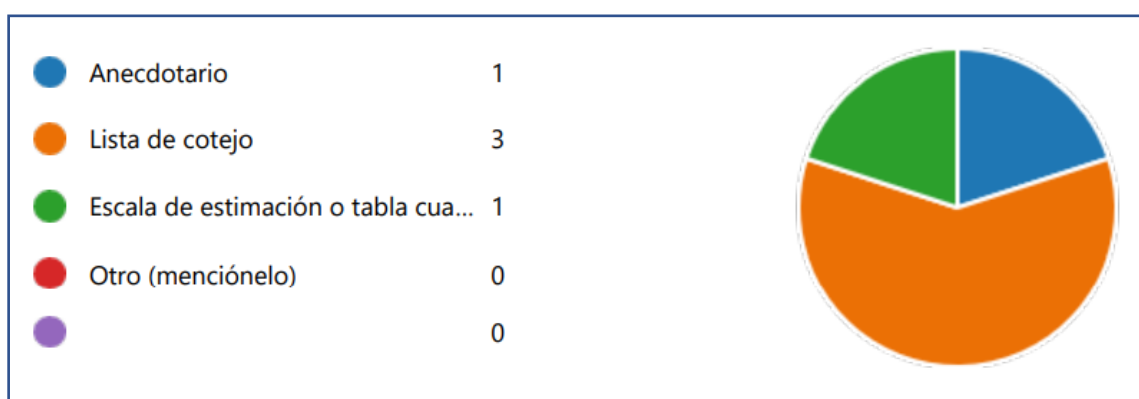 Anecdotario 1
Lista de cotejo 3
Escala de estimación o tabla cua... 1
Otro (menciónelo) 0
0